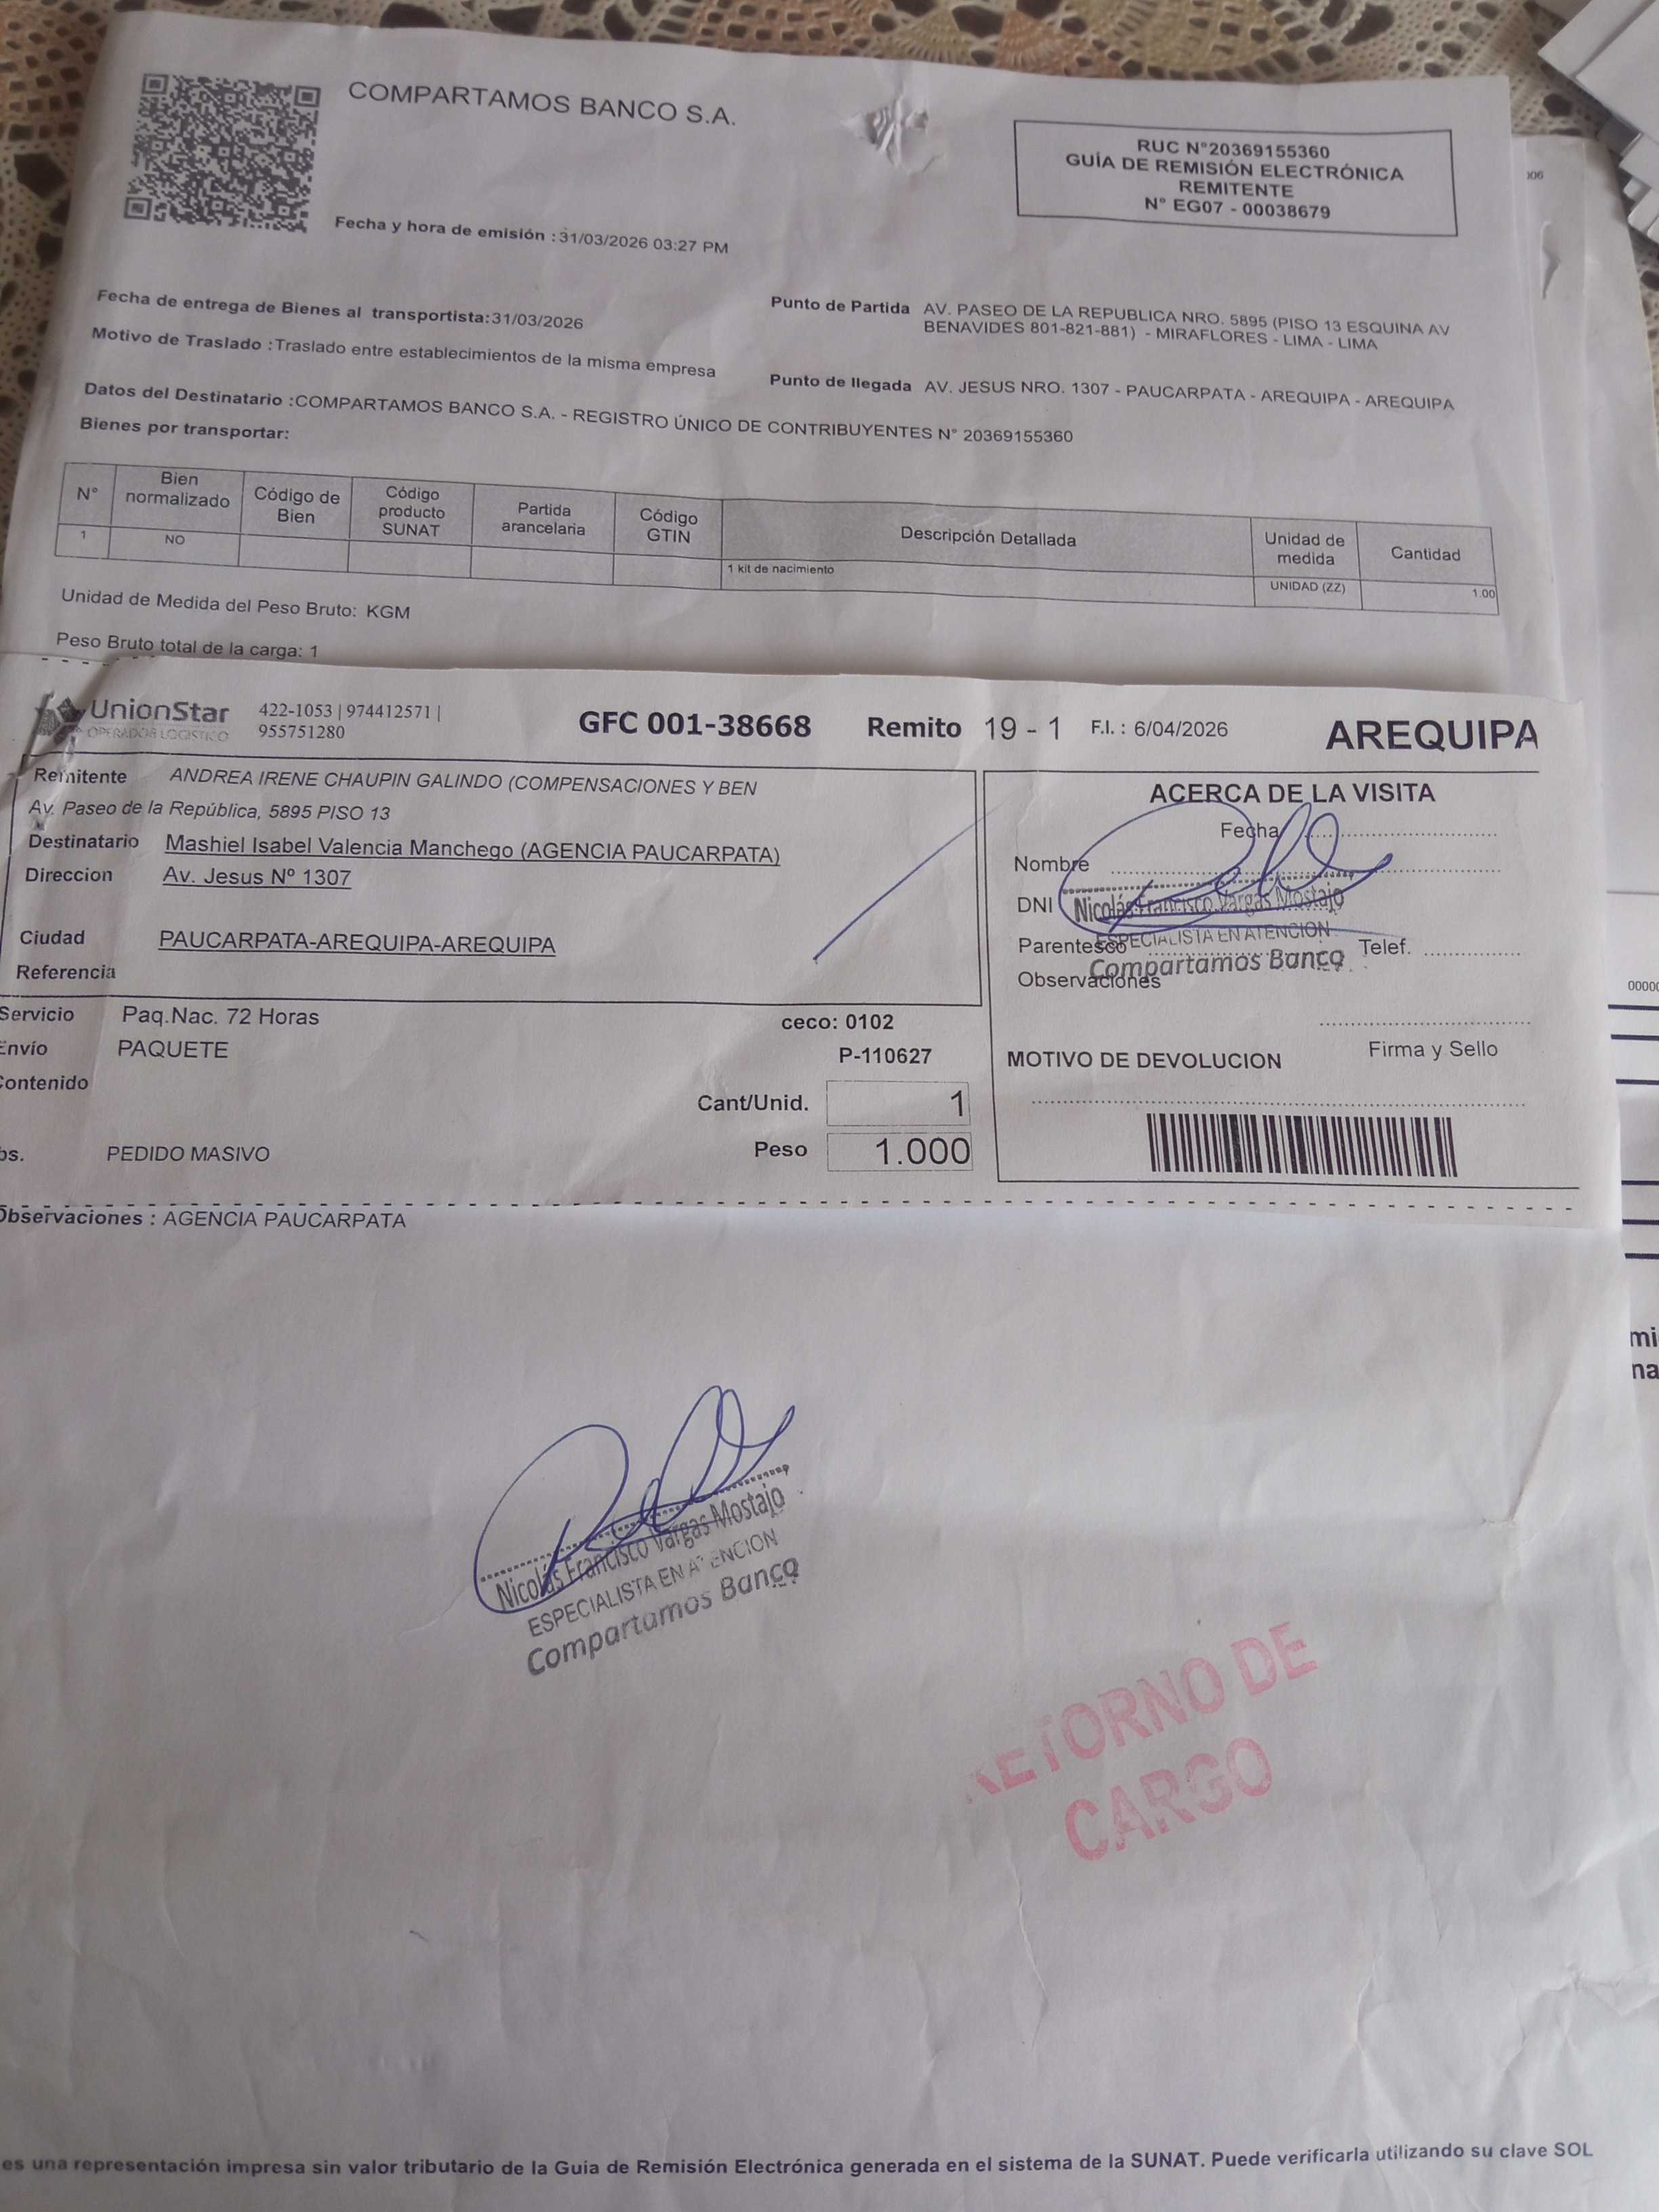 COMPARTAMOS BANCO S.A.
RUC N°20369155360
GUÍA DE REMISIÓN ELECTRÓNICA
REMITENTE
N° EG07 - 00038679
Fecha y hora de emisión :31/03/2026 03:27 PM
Fecha de entrega de Bienes al transportista:31/03/2026
Motivo de Traslado :Traslado entre establecimientos de la misma empresa
Punto de Partida AV. PASEO DE LA REPUBLICA NRO. 5895 (PISO 13 ESQUINA AV
BENAVIDES 801-821-881) - MIRAFLORES - LIMA - LIMA
Punto de llegada AV. JESUS NRO. 1307 - PAUCARPATA - AREQUIPA - AREQUIPA
Datos del Destinatario :COMPARTAMOS BANCO S.A. - REGISTRO ÚNICO DE CONTRIBUYENTES N° 20369155360
Bienes por transportar:
N° Bien normalizado Código de Bien Código producto SUNAT Partida arancelaria Código GTIN Descripción Detallada Unidad de medida Cantidad
1 NO 1 kit de nacimiento UNIDAD (ZZ) 1.00
Unidad de Medida del Peso Bruto: KGM
Peso Bruto total de la carga: 1
UnionStar
OPERADOR LOGISTICO
422-1053 | 974412571 |
955751280
GFC 001-38668 Remito 19 - 1 F.I. : 6/04/2026 AREQUIPA
Remitente ANDREA IRENE CHAUPIN GALINDO (COMPENSACIONES Y BEN
Av. Paseo de la República, 5895 PISO 13
Destinatario Mashiel Isabel Valencia Manchego (AGENCIA PAUCARPATA)
Direccion Av. Jesus Nº 1307
Ciudad PAUCARPATA-AREQUIPA-AREQUIPA
Referencia
ACERCA DE LA VISITA
Fecha
Nombre
DNI
Nicolás Francisco Vargas Mostajo
Parentesco
ESPECIALISTA EN ATENCION
Telef.
Compartamos Banco
Observaciones
Firma y Sello
MOTIVO DE DEVOLUCION
Servicio Paq.Nac. 72 Horas
Envío PAQUETE
Contenido
ceco: 0102
P-110627
Cant/Unid. 1
Peso 1.000
bs. PEDIDO MASIVO
Observaciones : AGENCIA PAUCARPATA
Nicolás Francisco Vargas Mostajo
ESPECIALISTA EN ATENCION
Compartamos Banco
RETORNO DE
CARGO
es una representación impresa sin valor tributario de la Guia de Remisión Electrónica generada en el sistema de la SUNAT. Puede verificarla utilizando su clave SOL